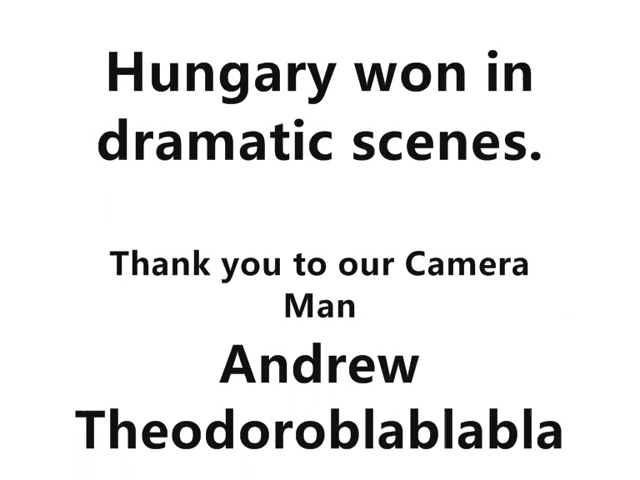 Hungary won in
dramatic scenes.
Thank you to our Camera
Man
Andrew
Theodoroblablabla